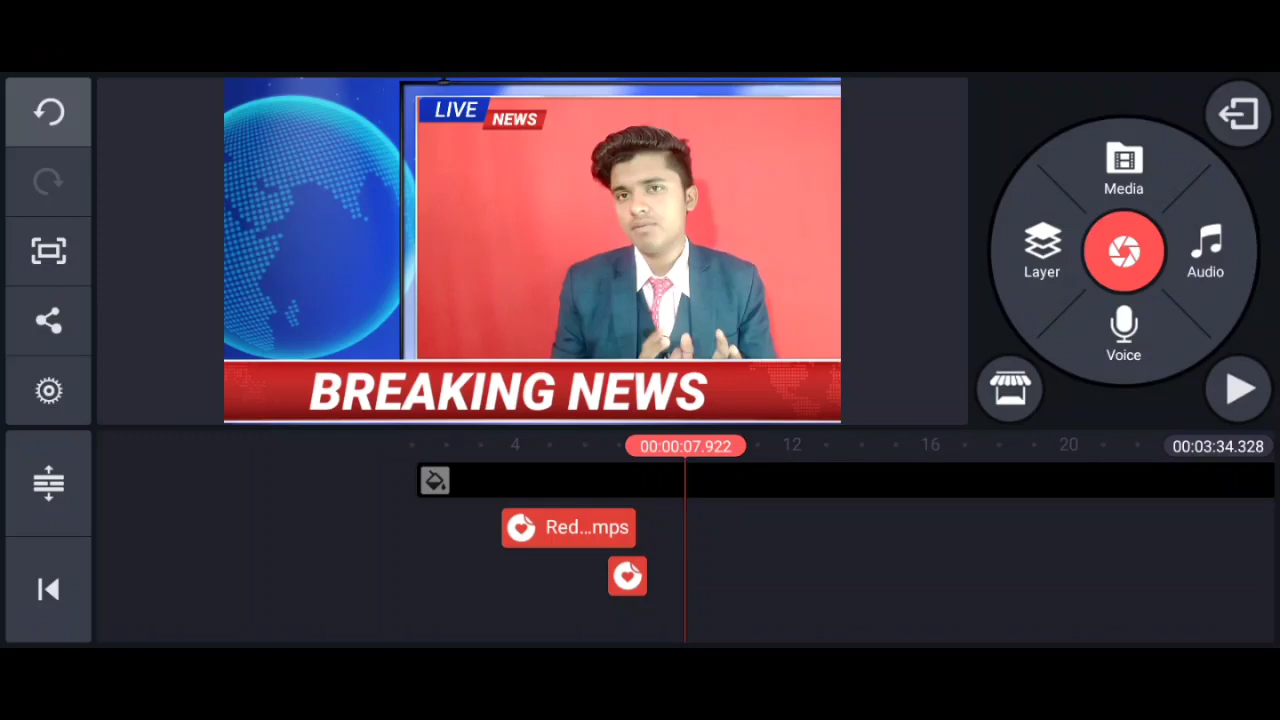 LIVE
NEWS
BREAKING NEWS
Media
Layer
Audio
Voice
4
00:00:07.922
12
16
20
00:03:34.328
Red...mps